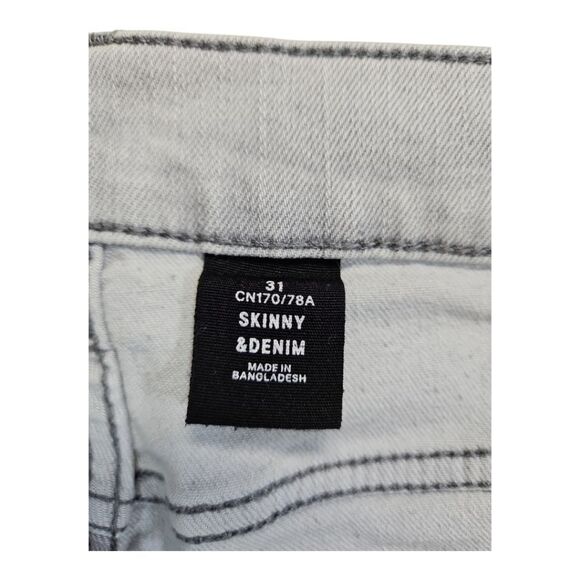 31
CN170/78A
SKINNY
&DENIM
MADE IN
BANGLADESH